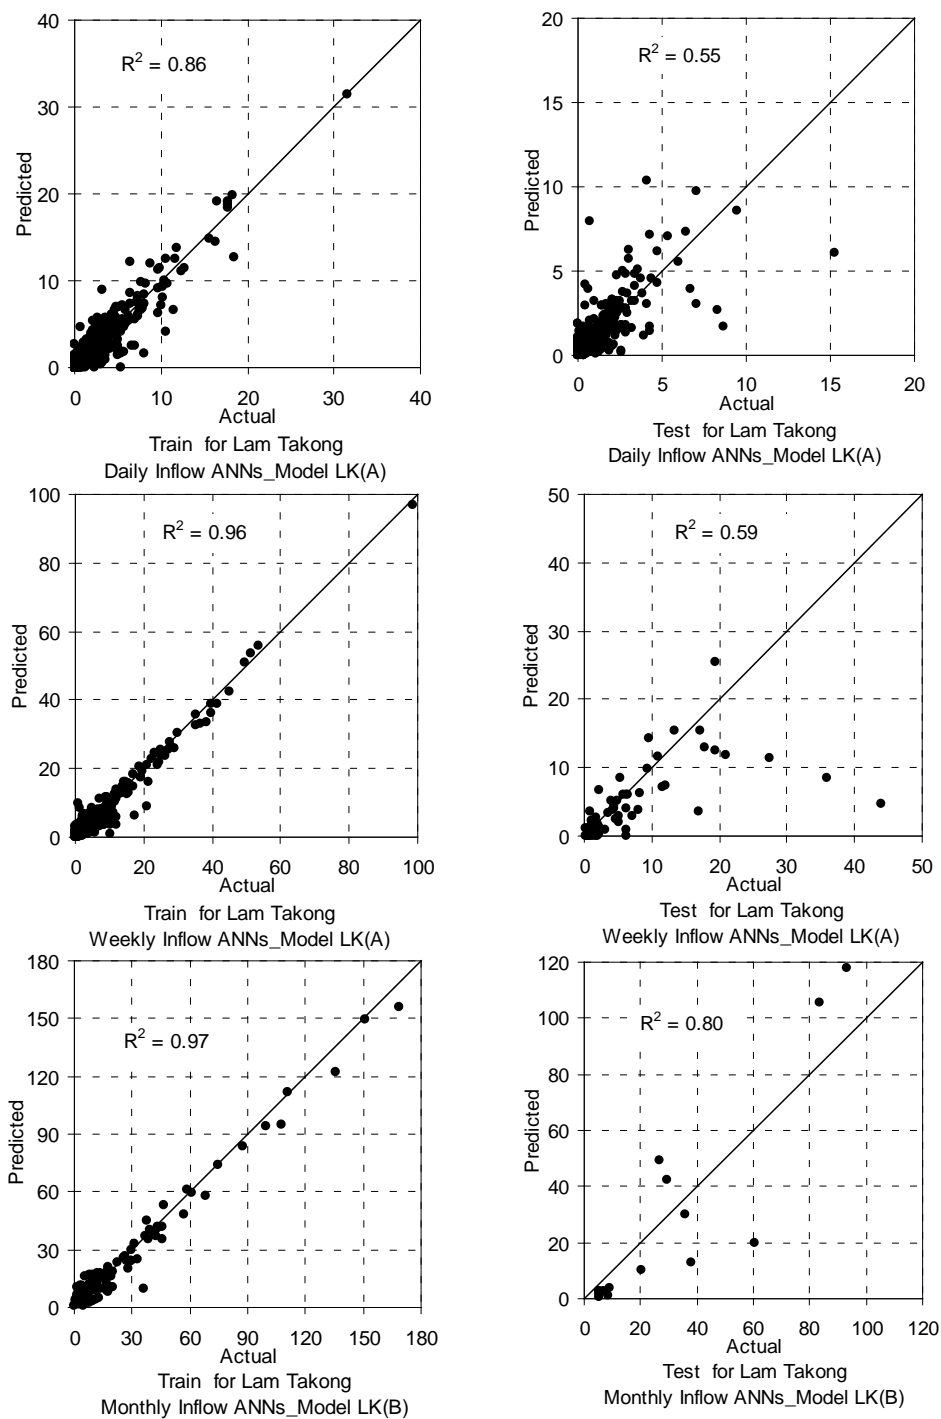 40
30
20
10
0
Predicted
R² = 0.86
0 10 20 30 40
Actual
Train for Lam Takong
Daily Inflow ANNs_Model LK(A)
20
15
10
5
0
Predicted
R² = 0.55
0 5 10 15 20
Actual
Test for Lam Takong
Daily Inflow ANNs_Model LK(A)
100
80
60
40
20
0
Predicted
R² = 0.96
0 20 40 60 80 100
Actual
Train for Lam Takong
Weekly Inflow ANNs_Model LK(A)
50
40
30
20
10
0
Predicted
R² = 0.59
0 10 20 30 40 50
Actual
Test for Lam Takong
Weekly Inflow ANNs_Model LK(A)
180
150
120
90
60
30
0
Predicted
R² = 0.97
0 30 60 90 120 150 180
Actual
Train for Lam Takong
Monthly Inflow ANNs_Model LK(B)
120
100
80
60
40
20
0
Predicted
R² = 0.80
0 20 40 60 80 100 120
Actual
Test for Lam Takong
Monthly Inflow ANNs_Model LK(B)